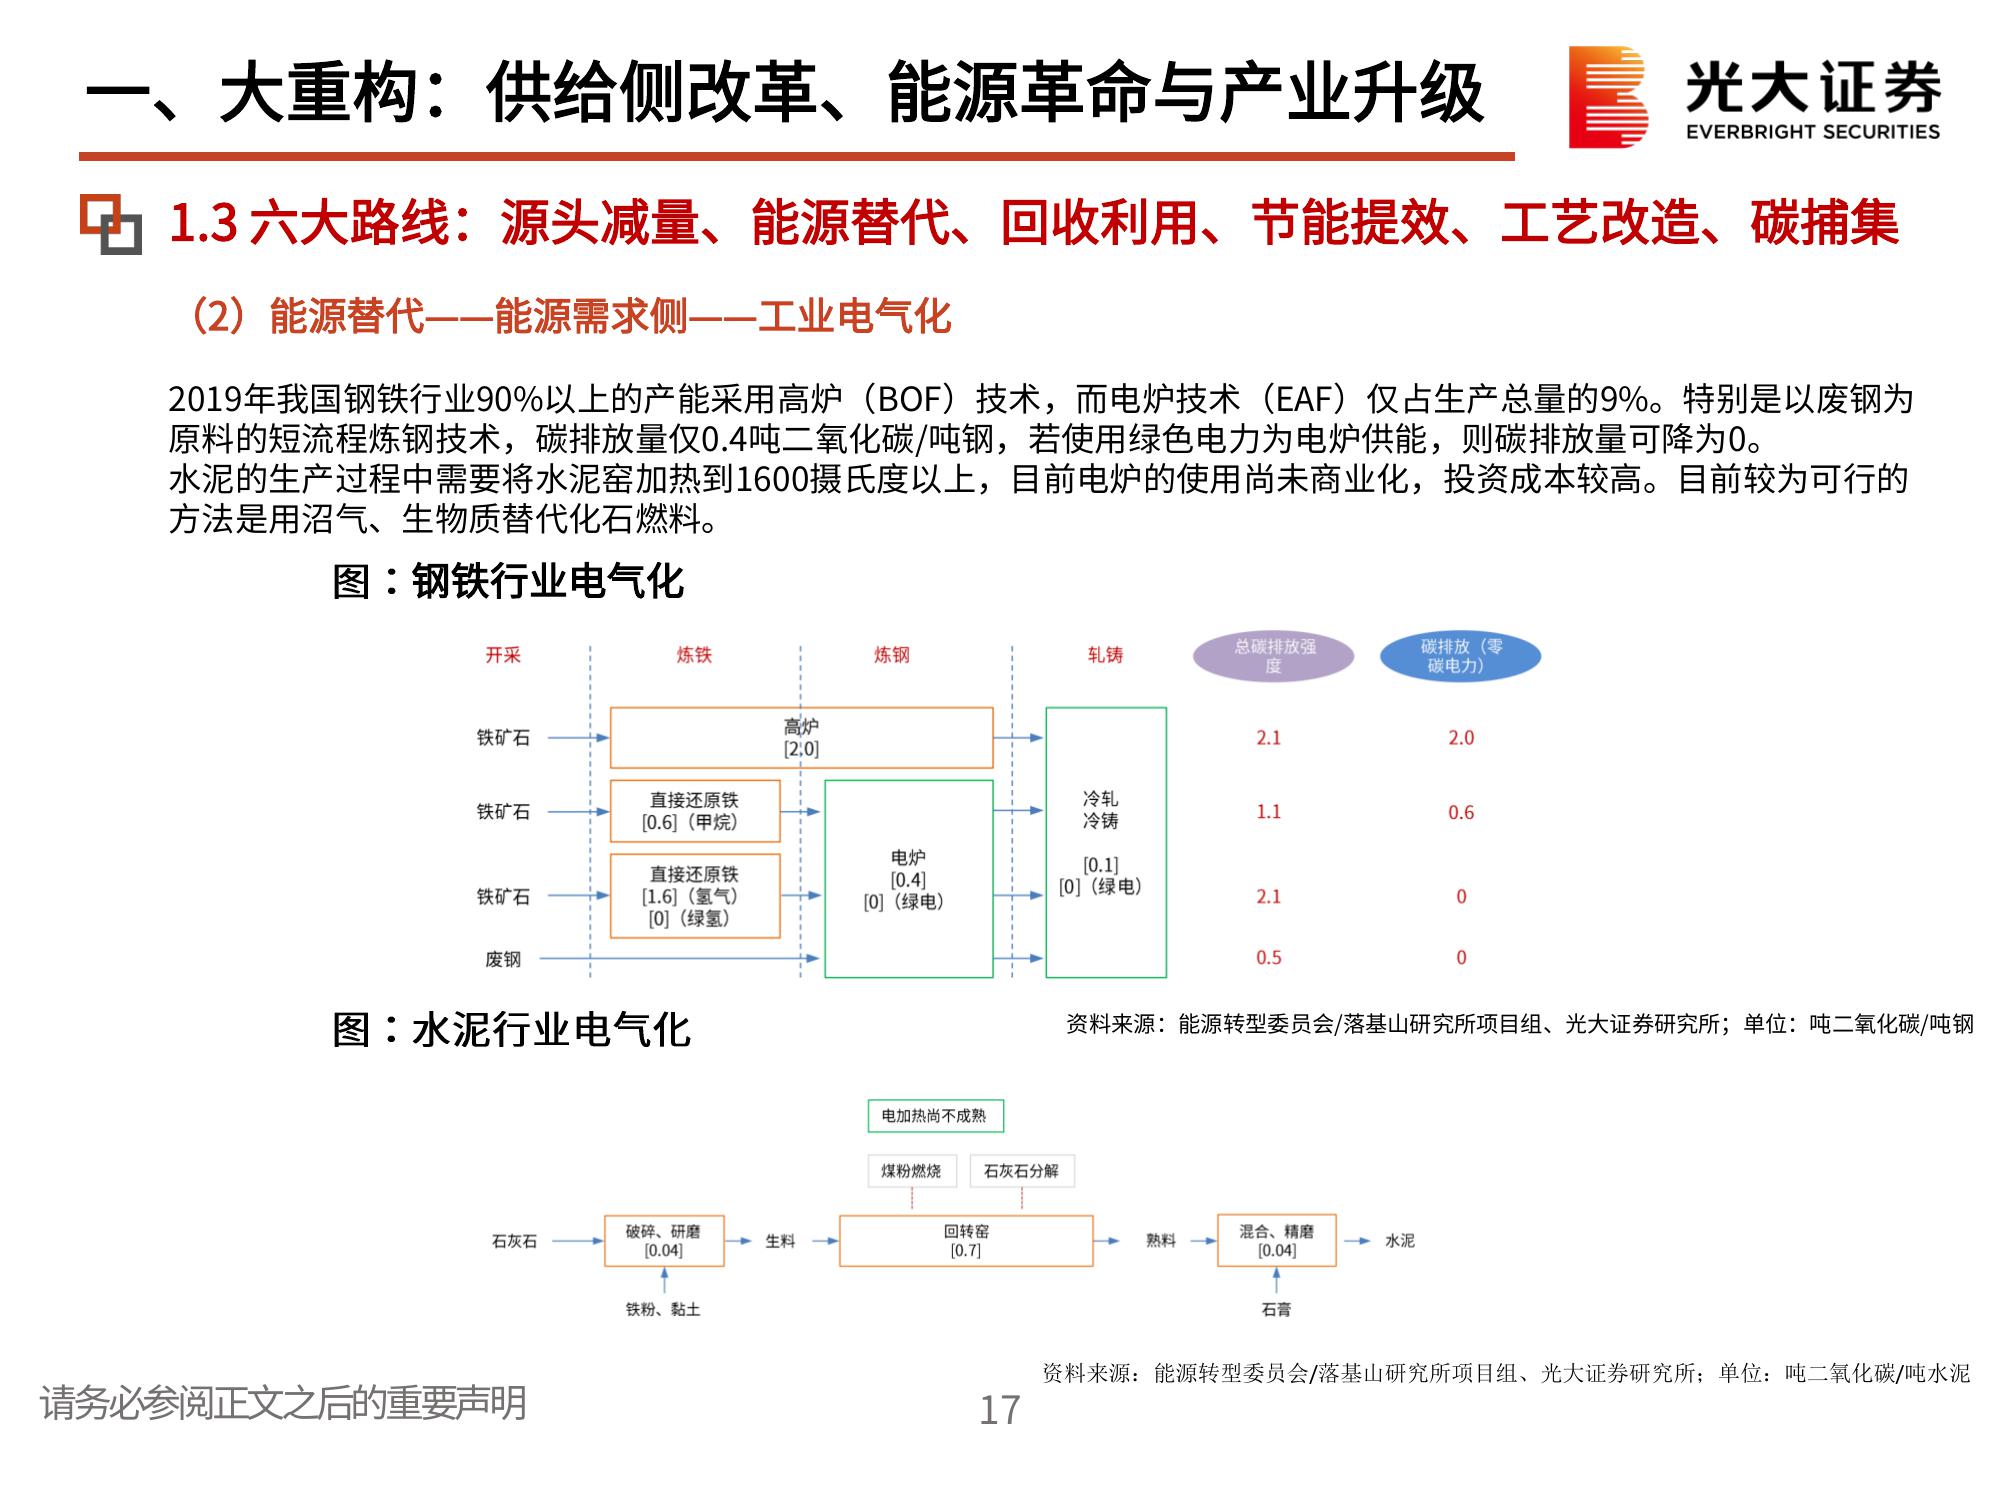 一、大重构：供给侧改革、能源革命与产业升级
光大证券
EVERBRIGHT SECURITIES
1.3 六大路线：源头减量、能源替代、回收利用、节能提效、工艺改造、碳捕集
（2）能源替代——能源需求侧——工业电气化
2019年我国钢铁行业90%以上的产能采用高炉（BOF）技术，而电炉技术（EAF）仅占生产总量的9%。特别是以废钢为
原料的短流程炼钢技术，碳排放量仅0.4吨二氧化碳/吨钢，若使用绿色电力为电炉供能，则碳排放量可降为0。
水泥的生产过程中需要将水泥窑加热到1600摄氏度以上，目前电炉的使用尚未商业化，投资成本较高。目前较为可行的
方法是用沼气、生物质替代化石燃料。
图：钢铁行业电气化
开采
炼铁
炼钢
轧铸
总碳排放强
度
碳排放（零
碳电力）
铁矿石
高炉
[2.0]
2.1
2.0
铁矿石
直接还原铁
[0.6]（甲烷）
1.1
0.6
铁矿石
直接还原铁
[1.6]（氢气）
[0]（绿氢）
电炉
[0.4]
[0]（绿电）
冷轧
冷铸
[0.1]
[0]（绿电）
2.1
0
废钢
0.5
0
资料来源：能源转型委员会/落基山研究所项目组、光大证券研究所；单位：吨二氧化碳/吨钢
图：水泥行业电气化
电加热尚不成熟
煤粉燃烧
石灰石分解
石灰石
破碎、研磨
[0.04]
生料
回转窑
[0.7]
熟料
混合、精磨
[0.04]
水泥
铁粉、黏土
石膏
资料来源：能源转型委员会/落基山研究所项目组、光大证券研究所；单位：吨二氧化碳/吨水泥
请务必参阅正文之后的重要声明
17